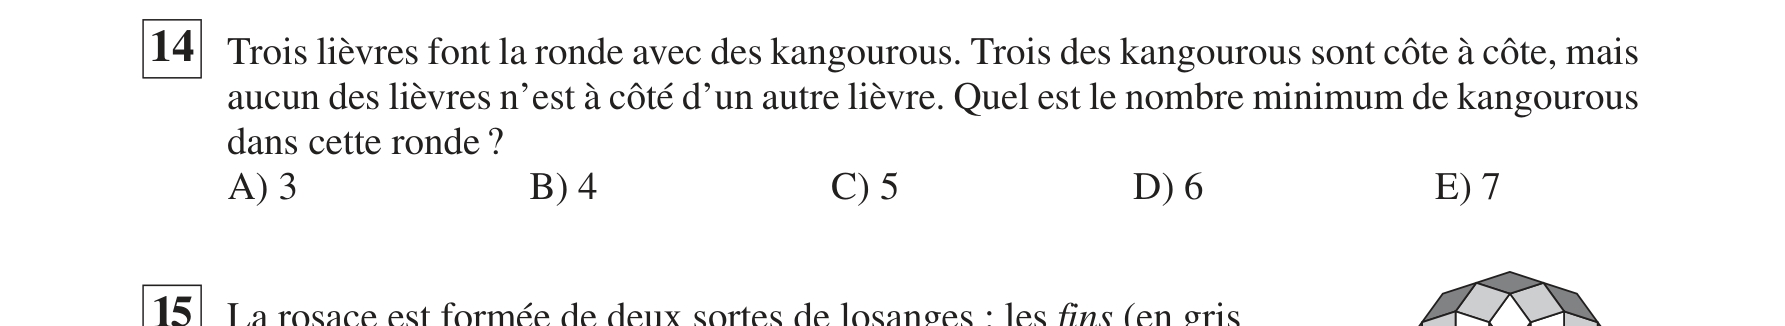 14 Trois lièvres font la ronde avec des kangourous. Trois des kangourous sont côte à côte, mais
aucun des lièvres n’est à côté d’un autre lièvre. Quel est le nombre minimum de kangourous
dans cette ronde ?
A) 3 B) 4 C) 5 D) 6 E) 7
15 La rosace est formée de deux sortes de losanges : les fins (en gris